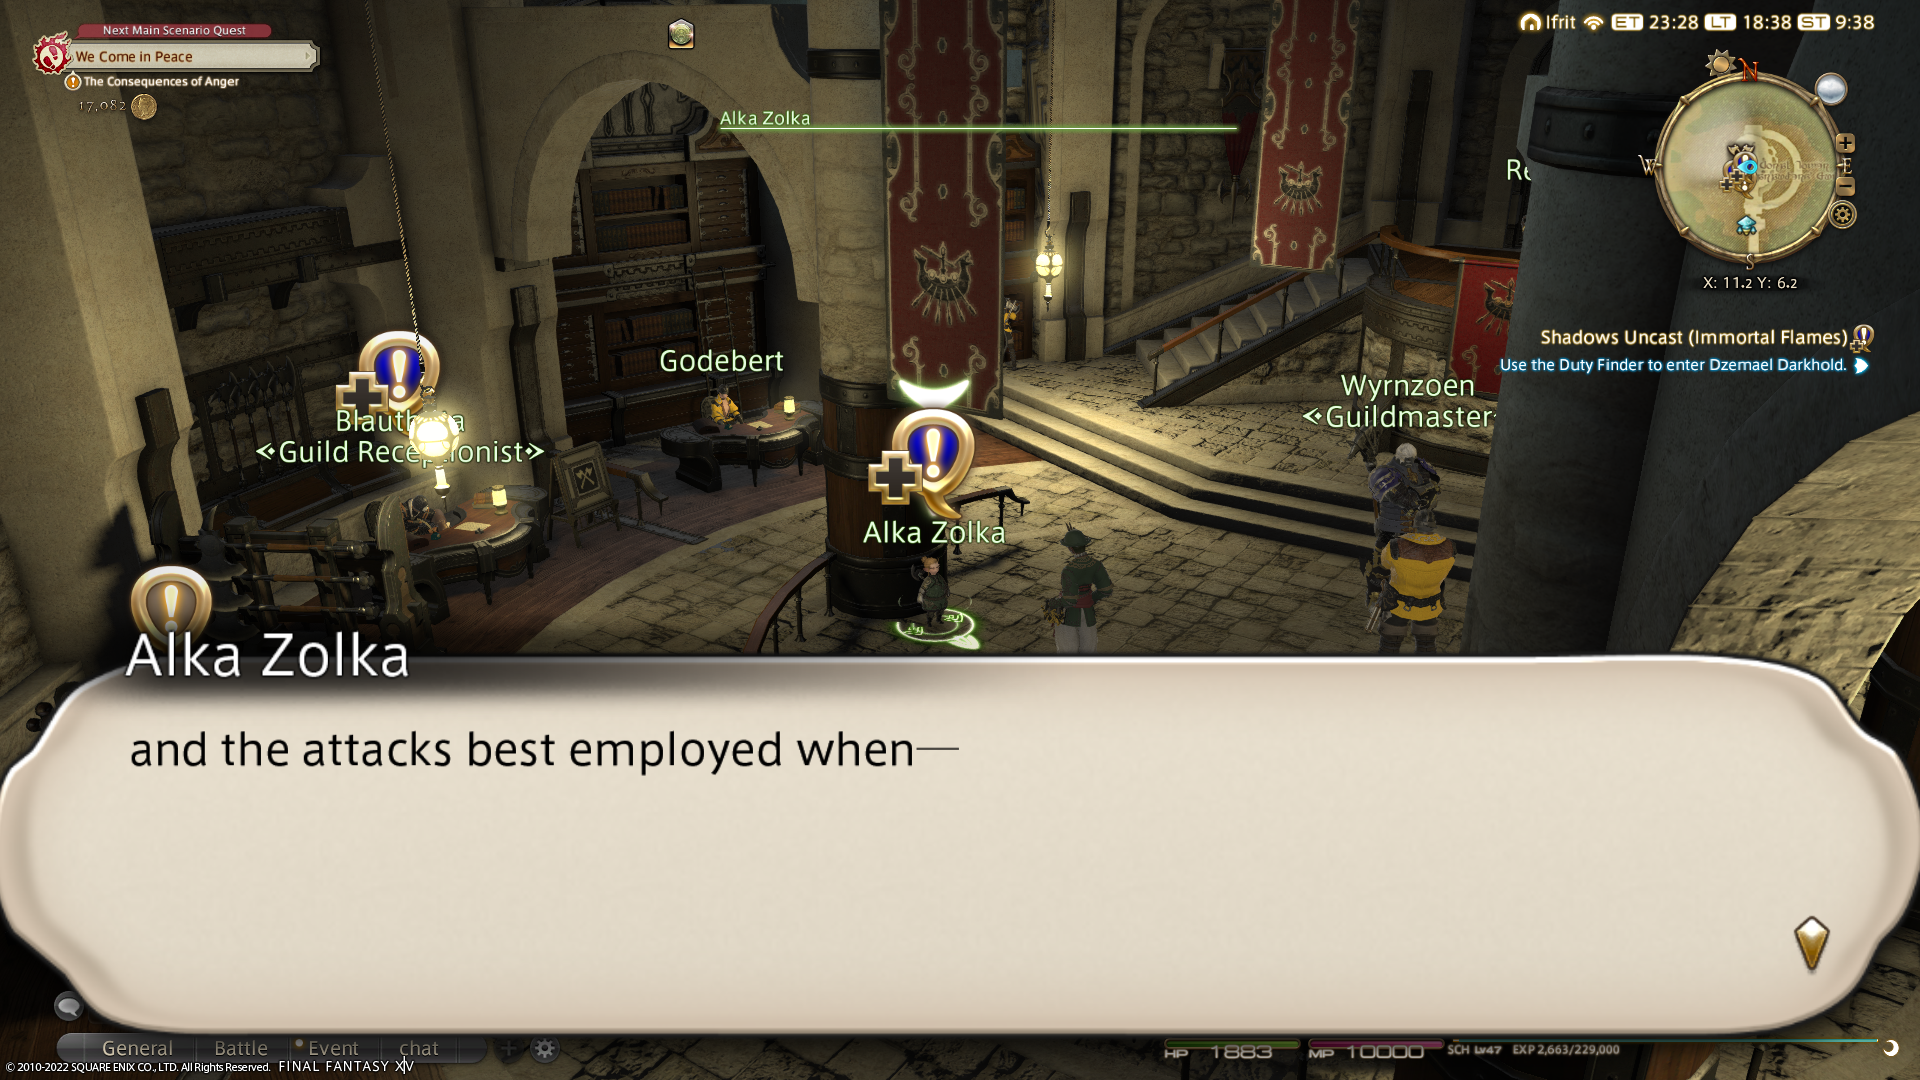 Next Main Scenario Quest
We Come in Peace
The Consequences of Anger
17,082
Ifrit ET 23:28 LT 18:38 ST 9:38
N
W
E
S
X: 11.2 Y: 6.2
Shadows Uncast (Immortal Flames)
Use the Duty Finder to enter Dzemael Darkhold.
Alka Zolka
Godebert
<Guild Receptionist>
Wyrnzoen
<Guildmaster
Alka Zolka
Alka Zolka
and the attacks best employed when—
General Battle Event chat
HP 1883 MP 10000 SCH Lv47 EXP 2,663/229,000
© 2010-2022 SQUARE ENIX CO., LTD. All Rights Reserved. FINAL FANTASY XIV